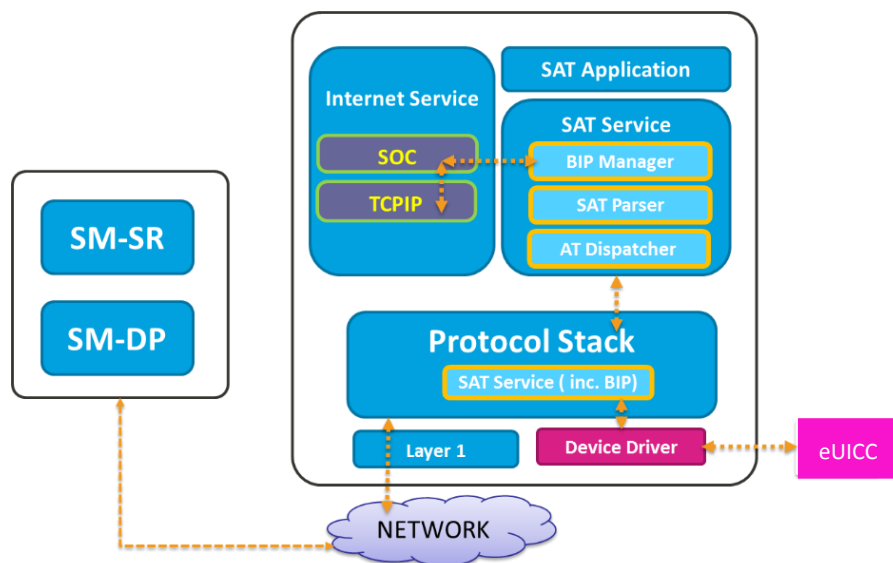 SM-SR
SM-DP
Internet Service
SOC
TCPIP
SAT Application
SAT Service
BIP Manager
SAT Parser
AT Dispatcher
Protocol Stack
SAT Service ( inc. BIP)
Layer 1
Device Driver
eUICC
NETWORK